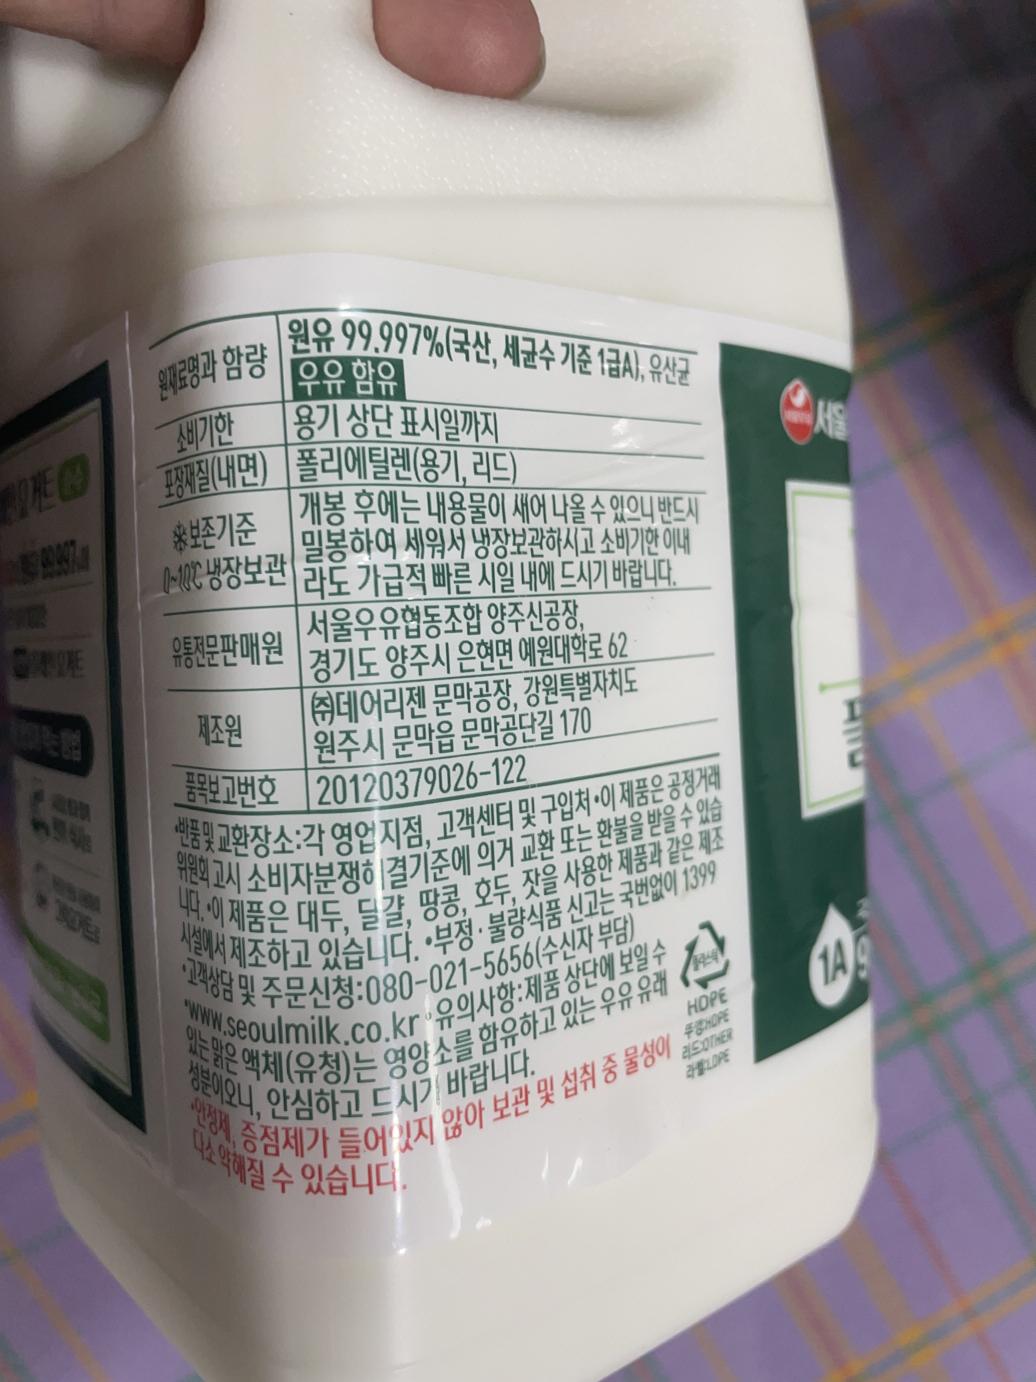 원재료명과 함량
원유 99.997%(국산, 세균수 기준 1급A), 유산균
우유 함유
소비기한
용기 상단 표시일까지
포장재질(내면)
폴리에틸렌(용기, 리드)
보존기준
0~10℃ 냉장보관
개봉 후에는 내용물이 새어 나올 수 있으니 반드시
밀봉하여 세워서 냉장보관하시고 소비기한 이내
라도 가급적 빠른 시일 내에 드시기 바랍니다.
유통전문판매원
서울우유협동조합 양주신공장,
경기도 양주시 은현면 예원대학로 62
제조원
㈜데어리젠 문막공장, 강원특별자치도
원주시 문막읍 문막공단길 170
품목보고번호
20120379026-122
•반품 및 교환장소:각 영업지점, 고객센터 및 구입처 •이 제품은 공정거래
위원회 고시 소비자분쟁해결기준에 의거 교환 또는 환불을 받을 수 있습
니다. •이 제품은 대두, 달걀, 땅콩, 호두, 잣을 사용한 제품과 같은 제조
시설에서 제조하고 있습니다. •부정·불량식품 신고는 국번없이 1399
•고객상담 및 주문신청:080-021-5656(수신자 부담)
•www.seoulmilk.co.kr •유의사항:제품 상단에 보일 수
있는 맑은 액체(유청)는 영양소를 함유하고 있는 우유 유래
성분이오니, 안심하고 드시기 바랍니다.
•안정제, 증점제가 들어있지 않아 보관 및 섭취 중 물성이
다소 약해질 수 있습니다.
플라스틱
HDPE
뚜껑:HDPE
리드:OTHER
라벨:LDPE
서울
플
1A